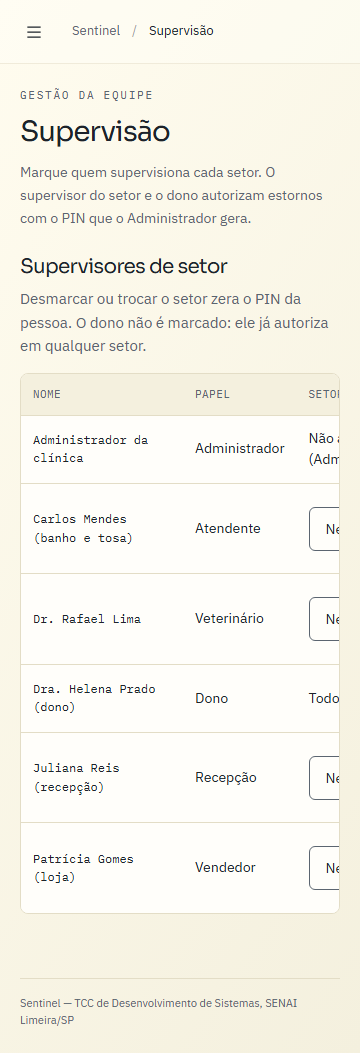 Sentinel / Supervisão
GESTÃO DA EQUIPE
Supervisão
Marque quem supervisiona cada setor. O
supervisor do setor e o dono autorizam estornos
com o PIN que o Administrador gera.
Supervisores de setor
Desmarcar ou trocar o setor zera o PIN da
pessoa. O dono não é marcado: ele já autoriza
em qualquer setor.
NOME PAPEL
Administrador da
clínica
Administrador
Não
Carlos Mendes
(banho e tosa)
Atendente
Dr. Rafael Lima
Veterinário
Dra. Helena Prado
(dono)
Dono
Todo
Juliana Reis
(recepção)
Recepção
Patrícia Gomes
(loja)
Vendedor
Sentinel — TCC de Desenvolvimento de Sistemas, SENAI
Limeira/SP